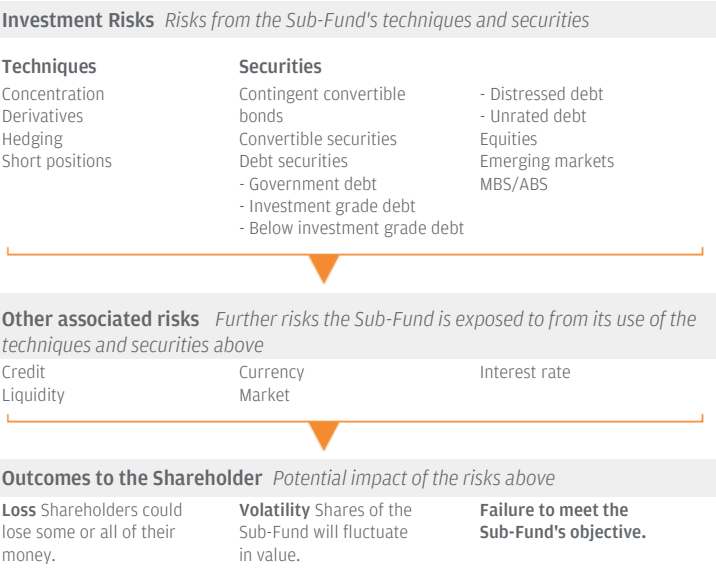 Investment Risks Risks from the Sub-Fund's techniques and securities
Techniques
Concentration
Derivatives
Hedging
Short positions
Securities
Contingent convertible
bonds
Convertible securities
Debt securities
- Government debt
- Investment grade debt
- Below investment grade debt
- Distressed debt
- Unrated debt
Equities
Emerging markets
MBS/ABS
Other associated risks Further risks the Sub-Fund is exposed to from its use of the
techniques and securities above
Credit
Liquidity
Currency
Market
Interest rate
Outcomes to the Shareholder Potential impact of the risks above
Loss Shareholders could
lose some or all of their
money.
Volatility Shares of the
Sub-Fund will fluctuate
in value.
Failure to meet the
Sub-Fund's objective.